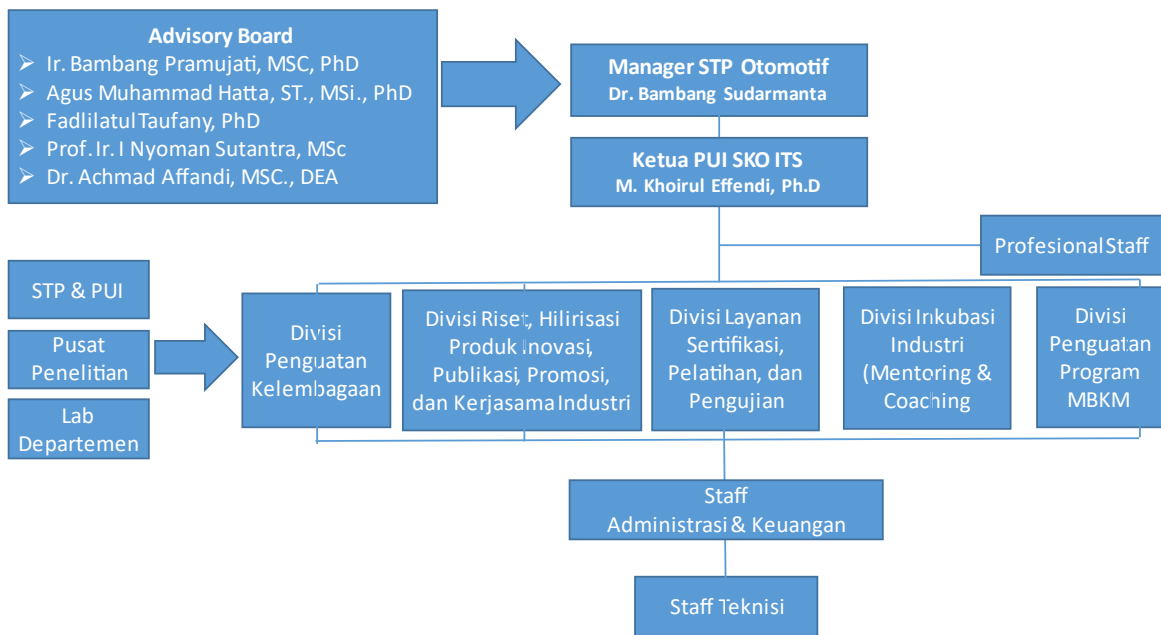 Advisory Board
➢ Ir. Bambang Pramujati, MSC, PhD
➢ Agus Muhammad Hatta, ST., MSi., PhD
➢ Fadlilatul Taufany, PhD
➢ Prof. Ir. I Nyoman Sutantra, MSc
➢ Dr. Achmad Affandi, MSC., DEA
Manager STP Otomotif
Dr. Bambang Sudarmanta
Ketua PUI SKO ITS
M. Khoirul Effendi, Ph.D
Profesional Staff
STP & PUI
Pusat
Penelitian
Lab
Departemen
Divisi
Penguatan
Kelembagaan
Divisi Riset, Hilirisasi
Produk Inovasi,
Publikasi, Promosi,
dan Kerjasama Industri
Divisi Layanan
Sertifikasi,
Pelatihan, dan
Pengujian
Divisi Inkubasi
Industri
(Mentoring &
Coaching
Divisi
Penguatan
Program
MBKM
Staff
Administrasi & Keuangan
Staff Teknisi